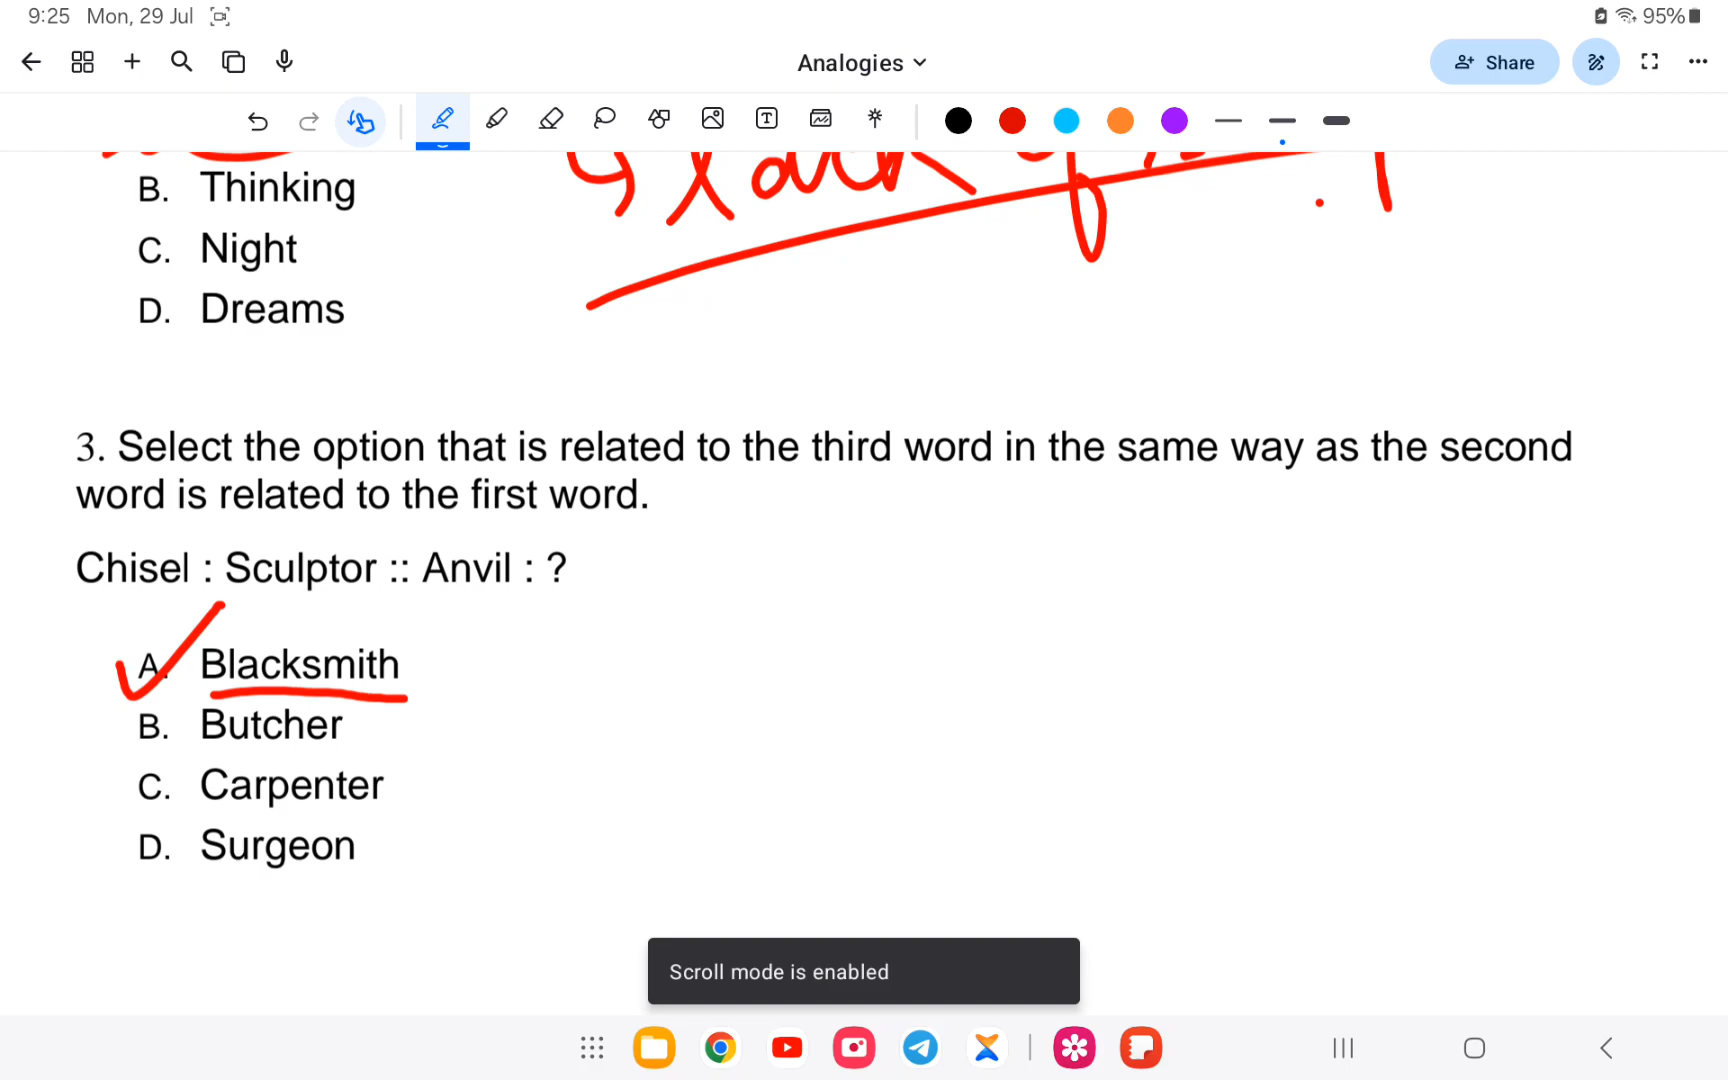 9:25 Mon, 29 Jul
95%
Analogies
Share
lack of
B. Thinking
C. Night
D. Dreams
3. Select the option that is related to the third word in the same way as the second
word is related to the first word.
Chisel : Sculptor :: Anvil : ?
A. Blacksmith
B. Butcher
C. Carpenter
D. Surgeon
Scroll mode is enabled